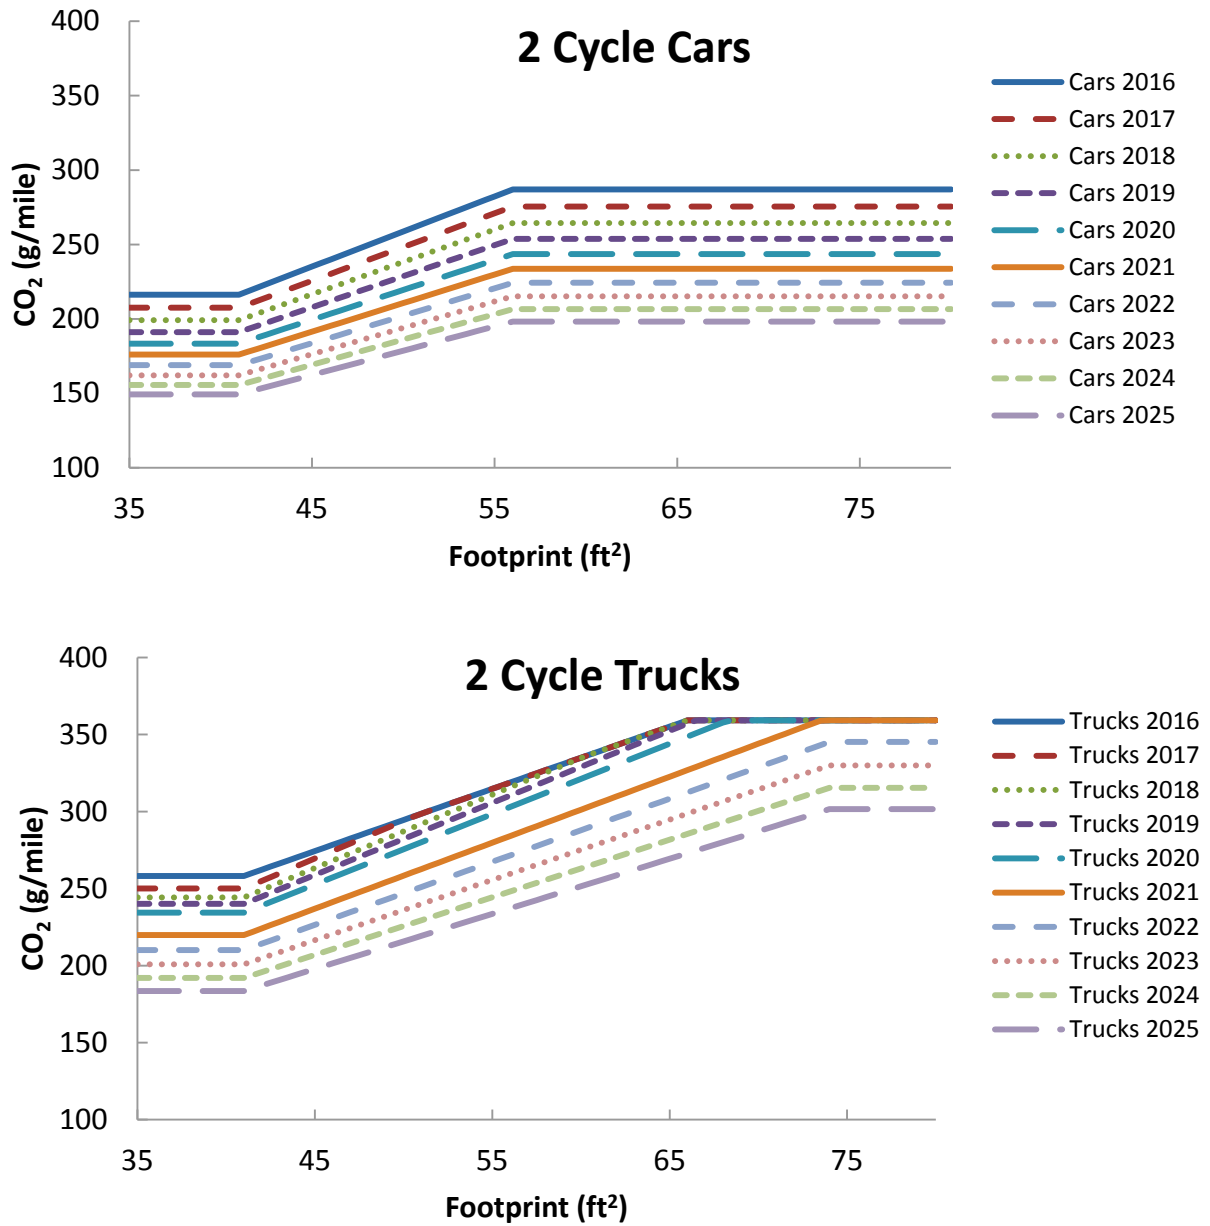 2 Cycle Cars
400
350
300
250
200
150
100
CO₂ (g/mile)
35 45 55 65 75
Footprint (ft²)
Cars 2016
Cars 2017
Cars 2018
Cars 2019
Cars 2020
Cars 2021
Cars 2022
Cars 2023
Cars 2024
Cars 2025
2 Cycle Trucks
400
350
300
250
200
150
100
CO₂ (g/mile)
35 45 55 65 75
Footprint (ft²)
Trucks 2016
Trucks 2017
Trucks 2018
Trucks 2019
Trucks 2020
Trucks 2021
Trucks 2022
Trucks 2023
Trucks 2024
Trucks 2025